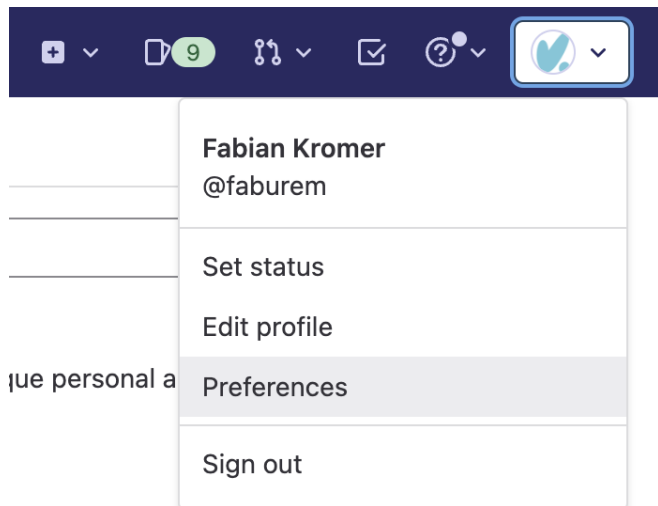 9
Fabian Kromer
@faburem
Set status
Edit profile
que personal a
Preferences
Sign out